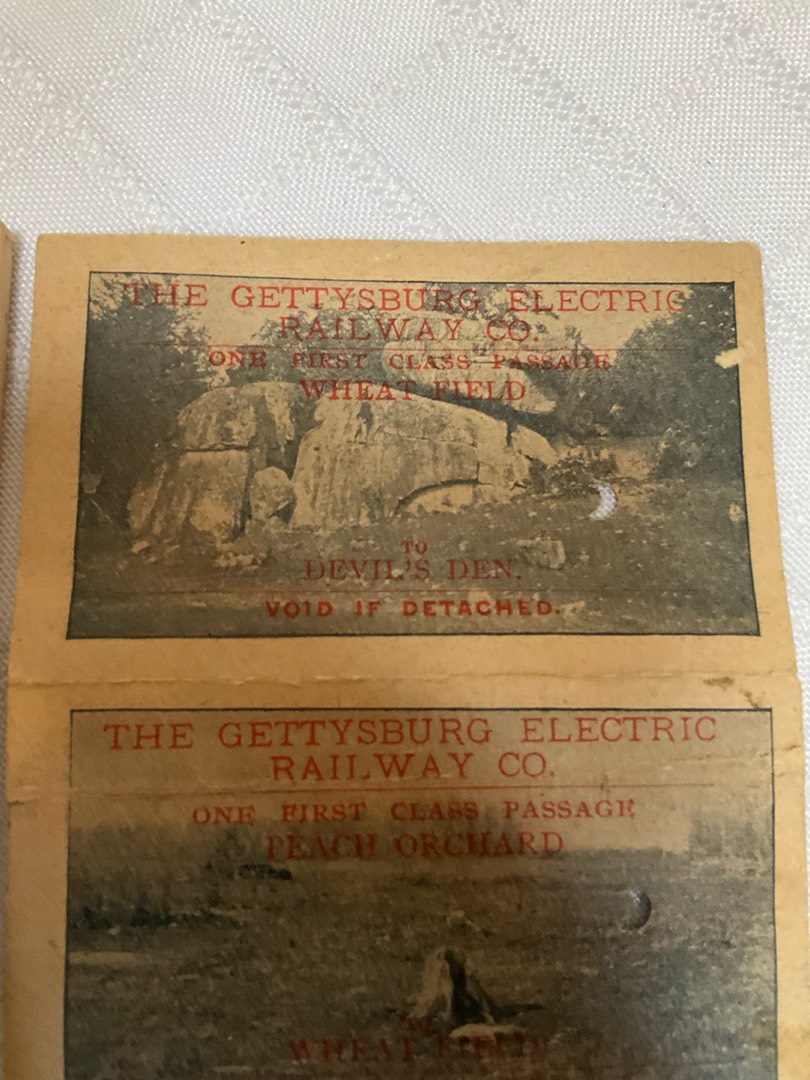 THE GETTYSBURG ELECTRIC
RAILWAY CO.
ONE FIRST CLASS PASSAGE
WHEAT FIELD
TO
DEVIL'S DEN.
VOID IF DETACHED.
THE GETTYSBURG ELECTRIC
RAILWAY CO.
ONE FIRST CLASS PASSAGE
PEACH ORCHARD
TO
WHEAT FIELD